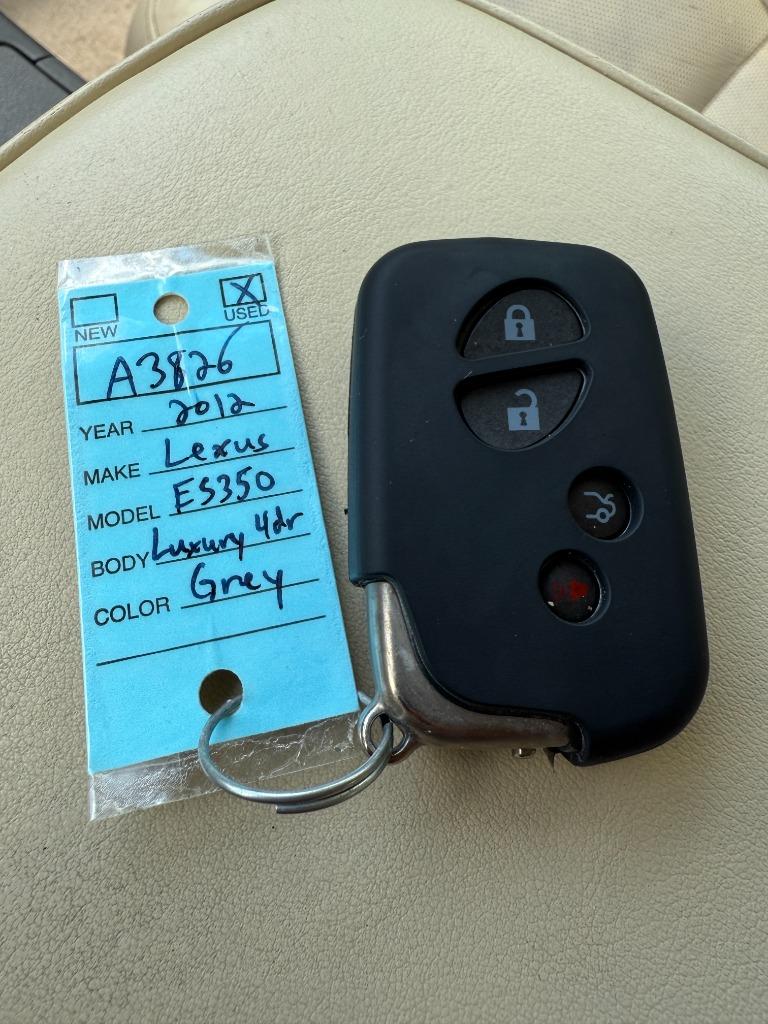 NEW X USED
A3826
YEAR 2012
MAKE Lexus
MODEL ES350
BODY Luxury 4dr
COLOR Grey